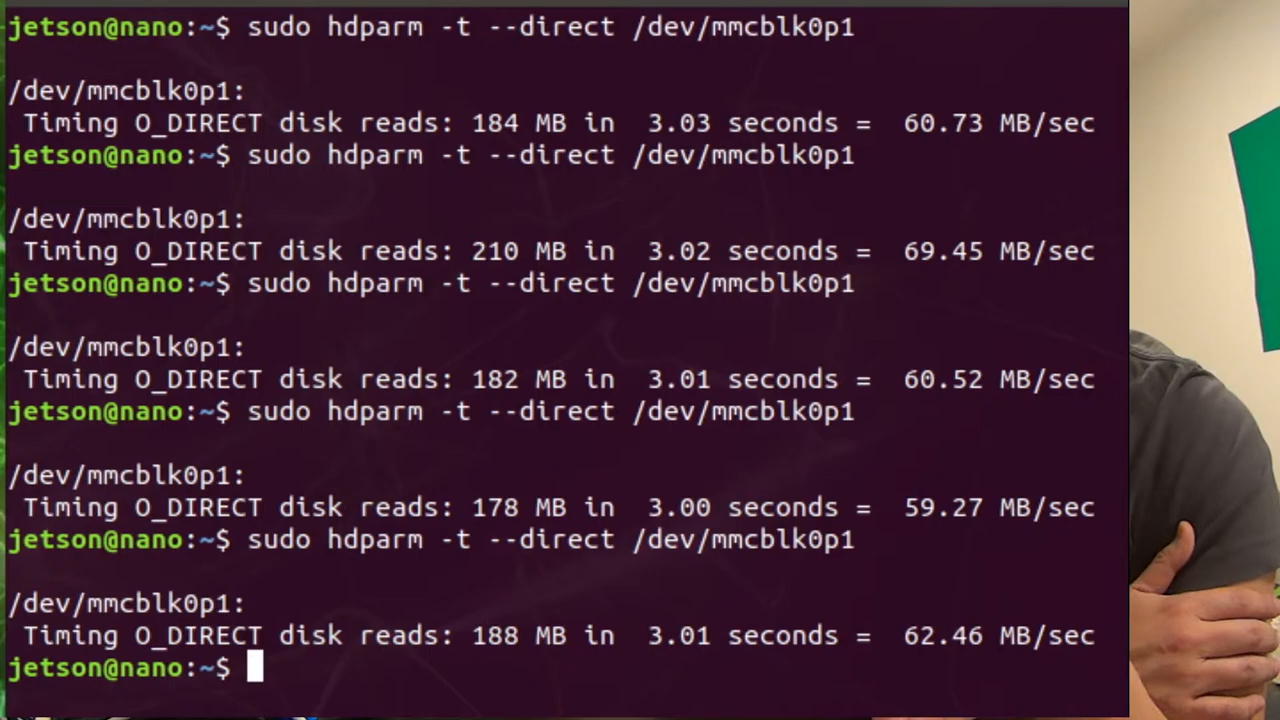 jetson@nano:~$ sudo hdparm -t --direct /dev/mmcblk0p1
/dev/mmcblk0p1:
Timing O_DIRECT disk reads: 184 MB in  3.03 seconds =  60.73 MB/sec
jetson@nano:~$ sudo hdparm -t --direct /dev/mmcblk0p1
/dev/mmcblk0p1:
Timing O_DIRECT disk reads: 210 MB in  3.02 seconds =  69.45 MB/sec
jetson@nano:~$ sudo hdparm -t --direct /dev/mmcblk0p1
/dev/mmcblk0p1:
Timing O_DIRECT disk reads: 182 MB in  3.01 seconds =  60.52 MB/sec
jetson@nano:~$ sudo hdparm -t --direct /dev/mmcblk0p1
/dev/mmcblk0p1:
Timing O_DIRECT disk reads: 178 MB in  3.00 seconds =  59.27 MB/sec
jetson@nano:~$ sudo hdparm -t --direct /dev/mmcblk0p1
/dev/mmcblk0p1:
Timing O_DIRECT disk reads: 188 MB in  3.01 seconds =  62.46 MB/sec
jetson@nano:~$